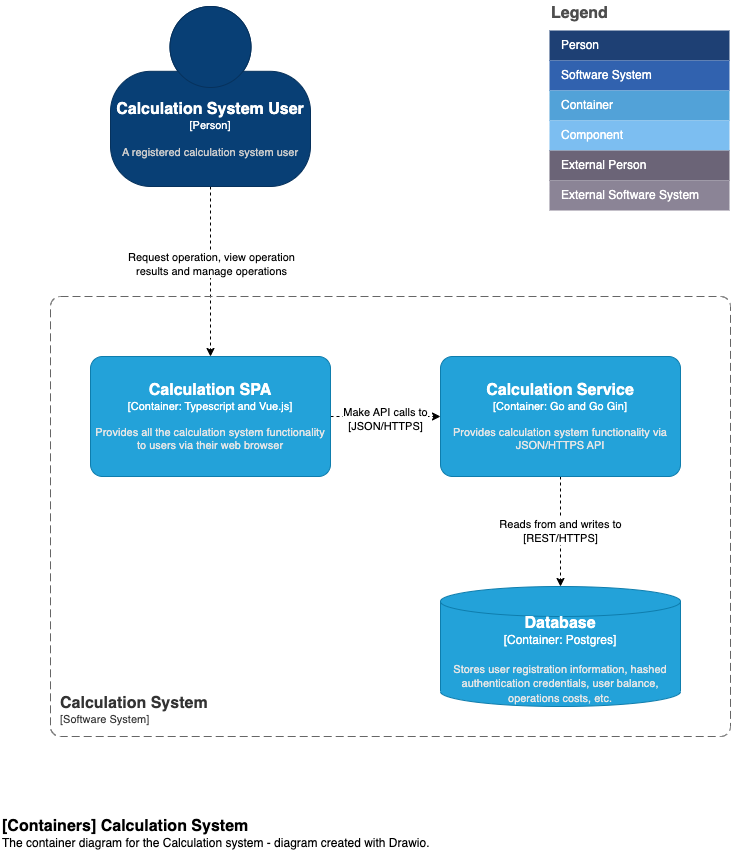 Legend
Person
Software System
Container
Component
External Person
External Software System
Calculation System User
[Person]
A registered calculation system user
Request operation, view operation
results and manage operations
Calculation SPA
[Container: Typescript and Vue.js]
Provides all the calculation system functionality
to users via their web browser
Make API calls to
[JSON/HTTPS]
Calculation Service
[Container: Go and Go Gin]
Provides calculation system functionality via
JSON/HTTPS API
Reads from and writes to
[REST/HTTPS]
Database
[Container: Postgres]
Stores user registration information, hashed
authentication credentials, user balance,
operations costs, etc.
Calculation System
[Software System]
[Containers] Calculation System
The container diagram for the Calculation system - diagram created with Drawio.